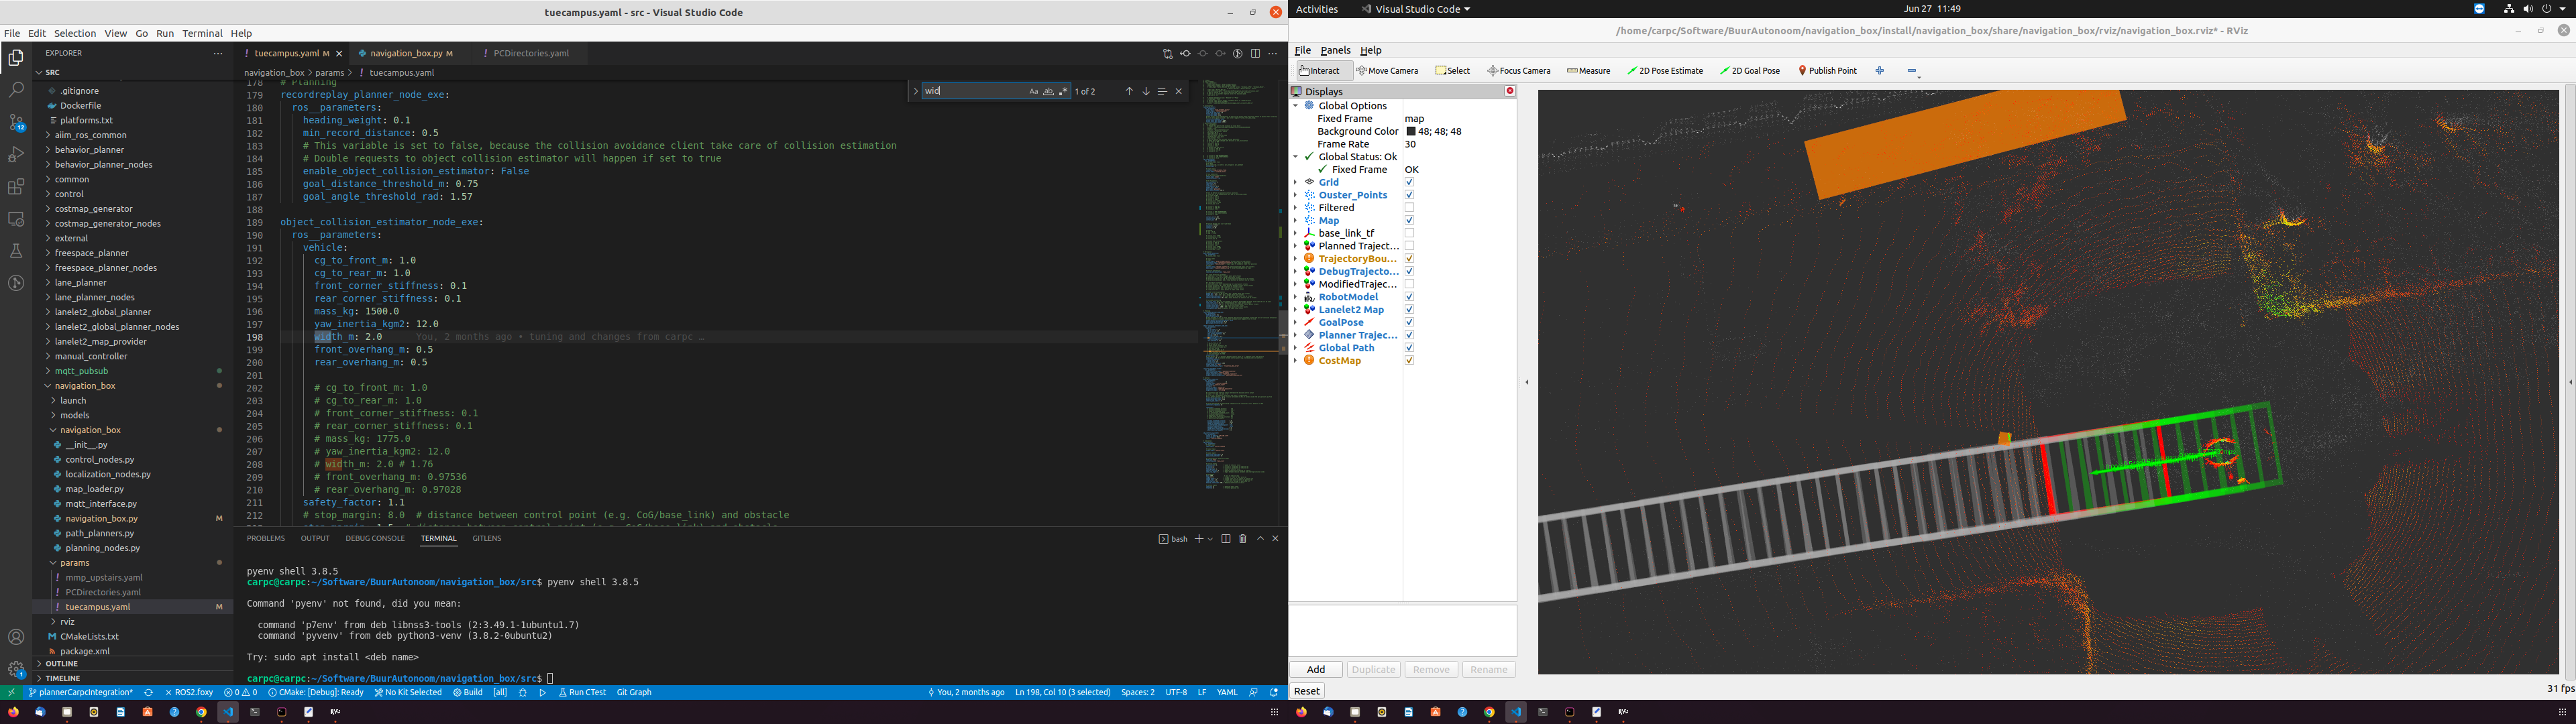 tuecampus.yaml - src - Visual Studio Code
File Edit Selection View Go Run Terminal Help
EXPLORER
SRC
.gitignore
Dockerfile
platforms.txt
aiim_ros_common
behavior_planner
behavior_planner_nodes
common
control
costmap_generator
costmap_generator_nodes
external
freespace_planner
freespace_planner_nodes
lane_planner
lane_planner_nodes
lanelet2_global_planner
lanelet2_global_planner_nodes
lanelet2_map_provider
manual_controller
mqtt_pubsub
navigation_box
launch
models
navigation_box
__init__.py
control_nodes.py
localization_nodes.py
map_loader.py
mqtt_interface.py
navigation_box.py M
path_planners.py
planning_nodes.py
params
mmp_upstairs.yaml
PCDirectories.yaml
tuecampus.yaml M
rviz
CMakeLists.txt
package.xml
OUTLINE
TIMELINE
tuecampus.yaml M navigation_box.py M PCDirectories.yaml
navigation_box > params > tuecampus.yaml
wid 1 of 2
178 # Planning
179 recordreplay_planner_node_exe:
180 ros__parameters:
181 heading_weight: 0.1
182 min_record_distance: 0.5
183 # This variable is set to false, because the collision avoidance client take care of collision estimation
184 # Double requests to object collision estimator will happen if set to true
185 enable_object_collision_estimator: False
186 goal_distance_threshold_m: 0.75
187 goal_angle_threshold_rad: 1.57
188
189 object_collision_estimator_node_exe:
190 ros__parameters:
191 vehicle:
192 cg_to_front_m: 1.0
193 cg_to_rear_m: 1.0
194 front_corner_stiffness: 0.1
195 rear_corner_stiffness: 0.1
196 mass_kg: 1500.0
197 yaw_inertia_kgm2: 12.0
198 width_m: 2.0 You, 2 months ago • tuning and changes from carpc …
199 front_overhang_m: 0.5
200 rear_overhang_m: 0.5
201
202 # cg_to_front_m: 1.0
203 # cg_to_rear_m: 1.0
204 # front_corner_stiffness: 0.1
205 # rear_corner_stiffness: 0.1
206 # mass_kg: 1775.0
207 # yaw_inertia_kgm2: 12.0
208 # width_m: 2.0 # 1.76
209 # front_overhang_m: 0.97536
210 # rear_overhang_m: 0.97028
211 safety_factor: 1.1
212 # stop_margin: 8.0 # distance between control point (e.g. CoG/base_link) and obstacle
PROBLEMS OUTPUT DEBUG CONSOLE TERMINAL GITLENS
bash
pyenv shell 3.8.5
carpc@carpc:~/Software/BuurAutonoom/navigation_box/src$ pyenv shell 3.8.5
Command 'pyenv' not found, did you mean:
command 'p7env' from deb libnss3-tools (2:3.49.1-1ubuntu1.7)
command 'pyvenv' from deb python3-venv (3.8.2-0ubuntu2)
Try: sudo apt install <deb name>
carpc@carpc:~/Software/BuurAutonoom/navigation_box/src$
plannerCarpcIntegration* ROS2.foxy 0 0 CMake: [Debug]: Ready No Kit Selected Build [all] Run CTest Git Graph You, 2 months ago Ln 198, Col 10 (3 selected) Spaces: 2 UTF-8 LF YAML
Activities Visual Studio Code Jun 27 11:49
/home/carpc/Software/BuurAutonoom/navigation_box/install/navigation_box/share/navigation_box/rviz/navigation_box.rviz* - RViz
File Panels Help
Interact Move Camera Select Focus Camera Measure 2D Pose Estimate 2D Goal Pose Publish Point
Displays
Global Options
Fixed Frame map
Background Color 48; 48; 48
Frame Rate 30
Global Status: Ok
Fixed Frame OK
Grid
Ouster_Points
Filtered
Map
base_link_tf
Planned Traject...
TrajectoryBou...
DebugTrajecto...
ModifiedTrajec...
RobotModel
Lanelet2 Map
GoalPose
Planner Trajec...
Global Path
CostMap
Add Duplicate Remove Rename
Reset
31 fps